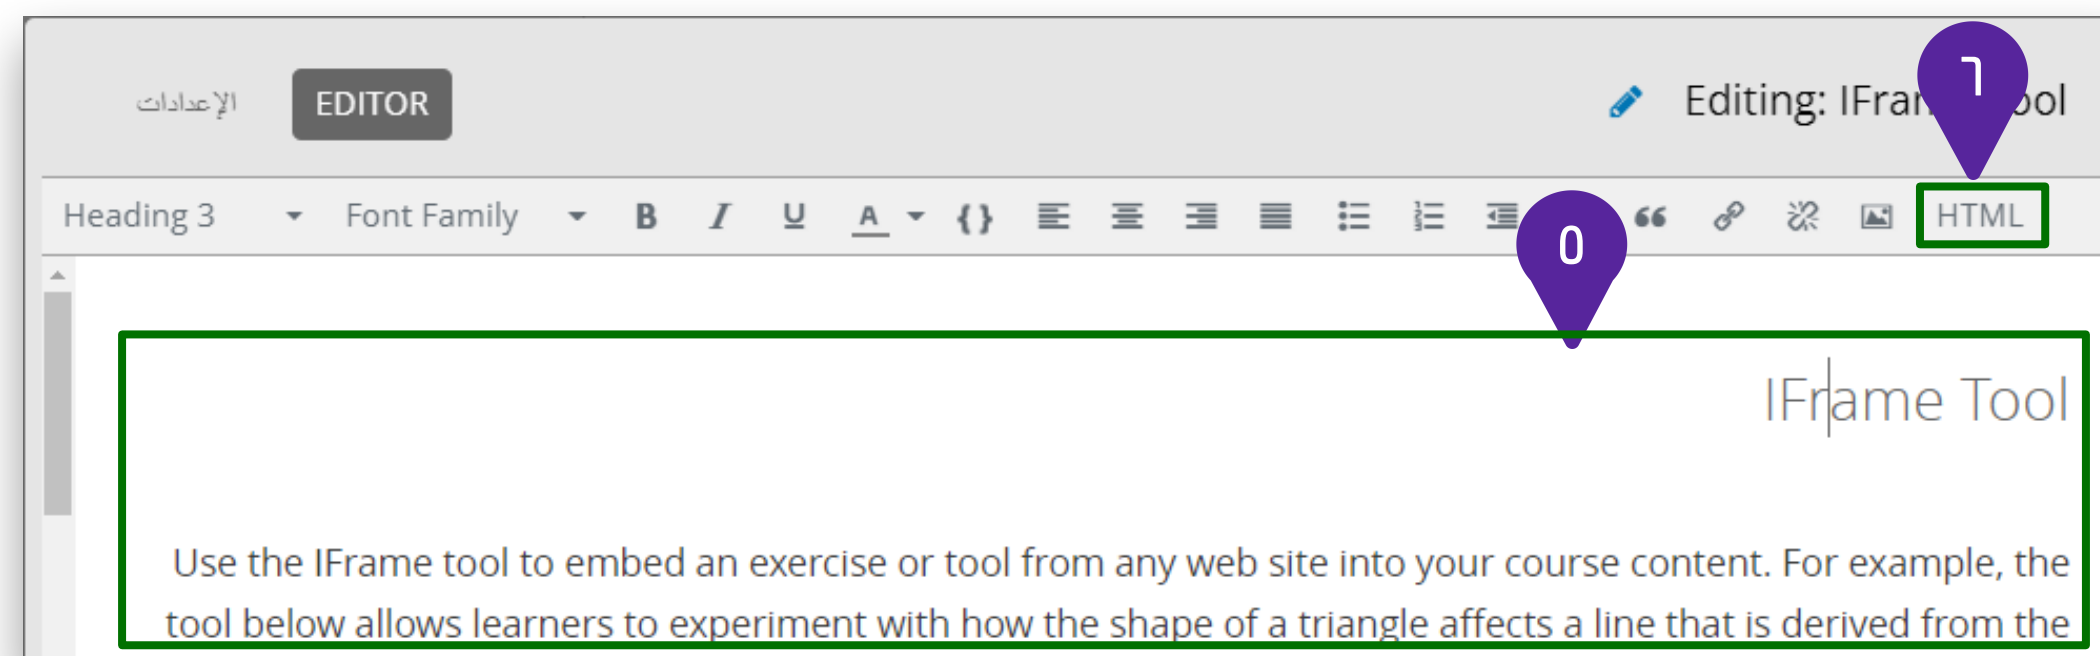 الإعدادات EDITOR Editing: IFrame Tool
٦
Heading 3 Font Family B I U A {} HTML
٥
IFrame Tool
Use the IFrame tool to embed an exercise or tool from any web site into your course content. For example, the
tool below allows learners to experiment with how the shape of a triangle affects a line that is derived from the